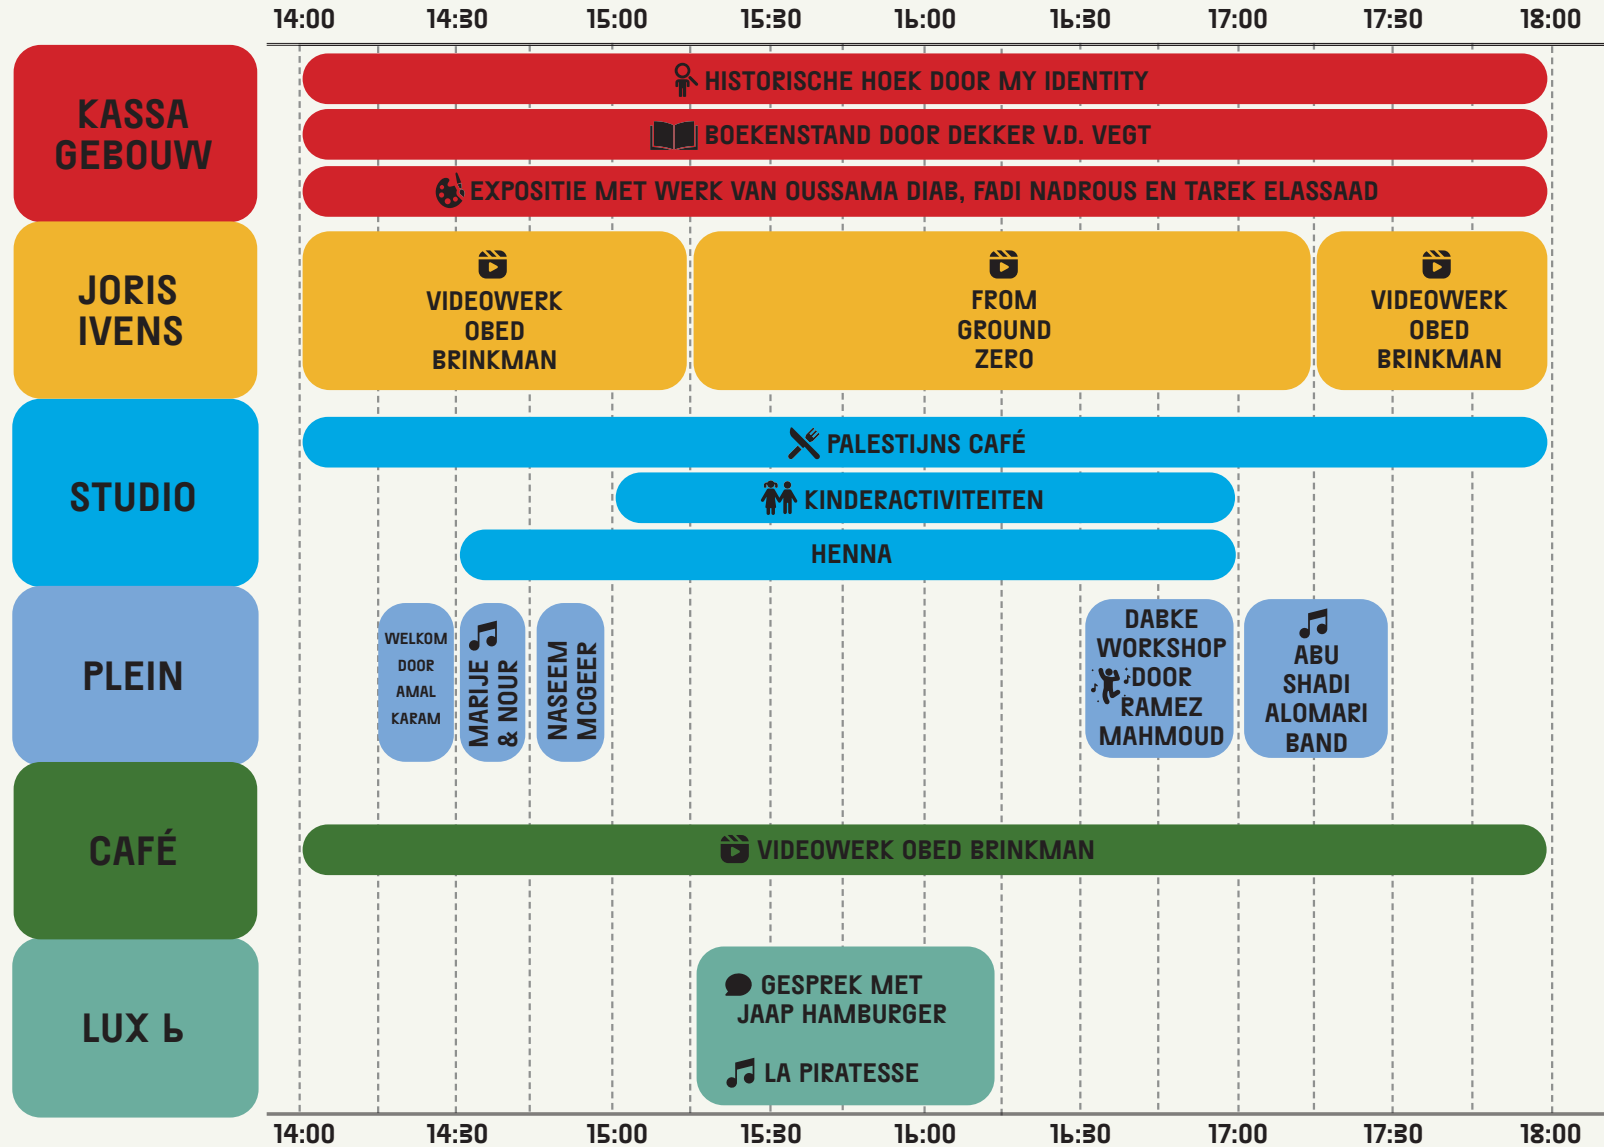 14:00 14:30 15:00 15:30 16:00 16:30 17:00 17:30 18:00
KASSA
GEBOUW
HISTORISCHE HOEK DOOR MY IDENTITY
BOEKENSTAND DOOR DEKKER V.D. VEGT
EXPOSITIE MET WERK VAN OUSSAMA DIAB, FADI NADROUS EN TAREK ELASSAAD
JORIS
IVENS
VIDEOWERK
OBED
BRINKMAN
FROM
GROUND
ZERO
VIDEOWERK
OBED
BRINKMAN
STUDIO
PALESTIJNS CAFÉ
KINDERACTIVITEITEN
HENNA
PLEIN
WELKOM
DOOR
AMAL
KARAM
MARIJE
& NOUR
NASEEM
MCGEER
DABKE
WORKSHOP
DOOR
RAMEZ
MAHMOUD
ABU
SHADI
ALOMARI
BAND
CAFÉ
VIDEOWERK OBED BRINKMAN
LUX b
GESPREK MET
JAAP HAMBURGER
LA PIRATESSE
14:00 14:30 15:00 15:30 16:00 16:30 17:00 17:30 18:00